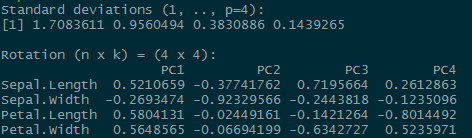 Standard deviations (1, .., p=4):
[1] 1.7083611 0.9560494 0.3830886 0.1439265

Rotation (n x k) = (4 x 4):
                    PC1         PC2        PC3        PC4
Sepal.Length  0.5210659 -0.37741762  0.7195664  0.2612863
Sepal.Width  -0.2693474 -0.92329566 -0.2443818 -0.1235096
Petal.Length  0.5804131 -0.02449161 -0.1421264 -0.8014492
Petal.Width   0.5648565 -0.06694199 -0.6342727  0.5235971